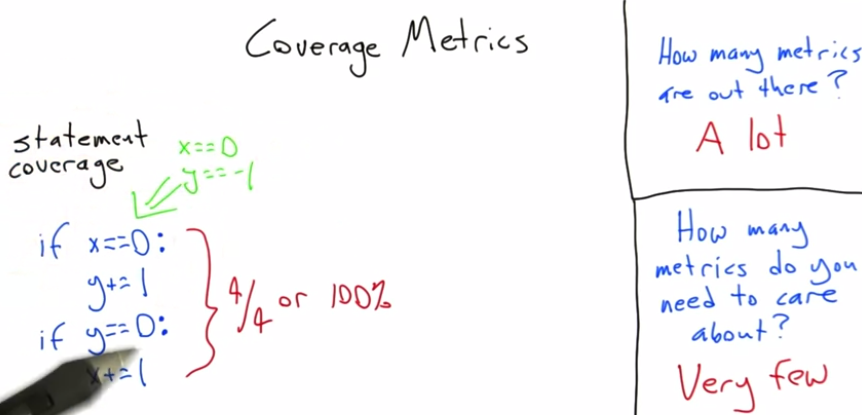 Coverage Metrics
statement
coverage
x==0
y==-1
if x==0:
y+=1
if y==0:
x+=1
4/4 or 100%
How many metrics
are out there?
A lot
How many
metrics do you
need to care
about?
Very few